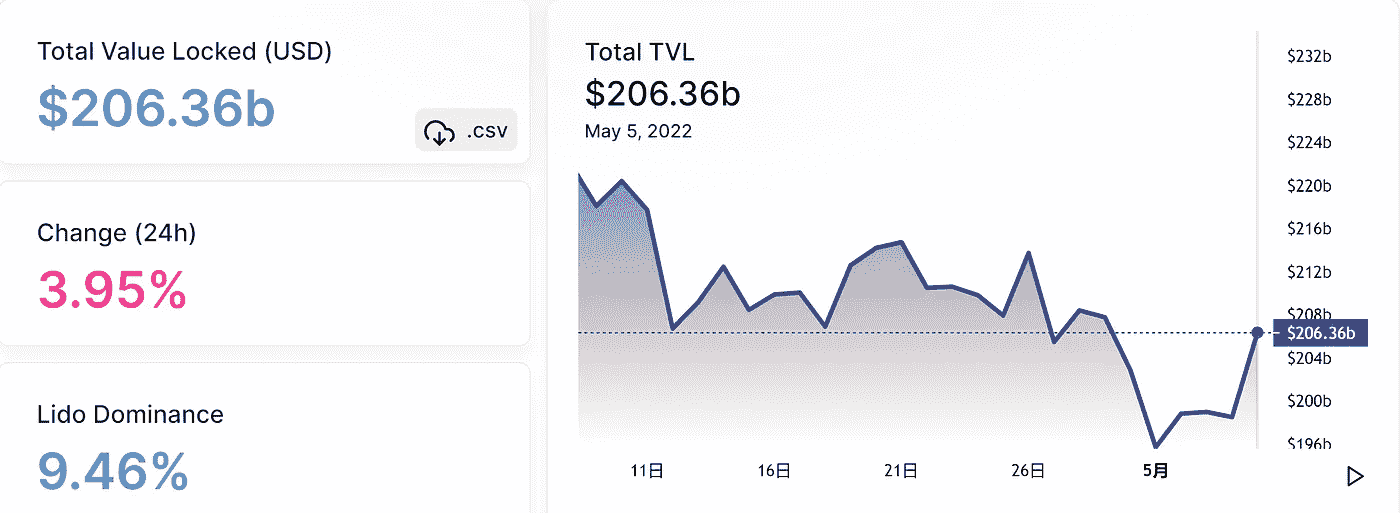 Total Value Locked (USD)
$206.36b
.csv
Change (24h)
3.95%
Lido Dominance
9.46%
Total TVL
$206.36b
May 5, 2022
$232b
$228b
$224b
$220b
$216b
$212b
$208b
$206.36b
$204b
$200b
$196b
11日
16日
21日
26日
5月